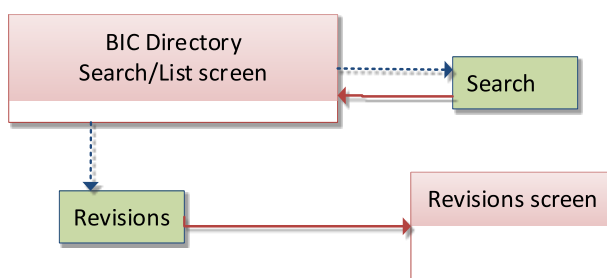 BIC Directory
Search/List screen
Search
Revisions
Revisions screen